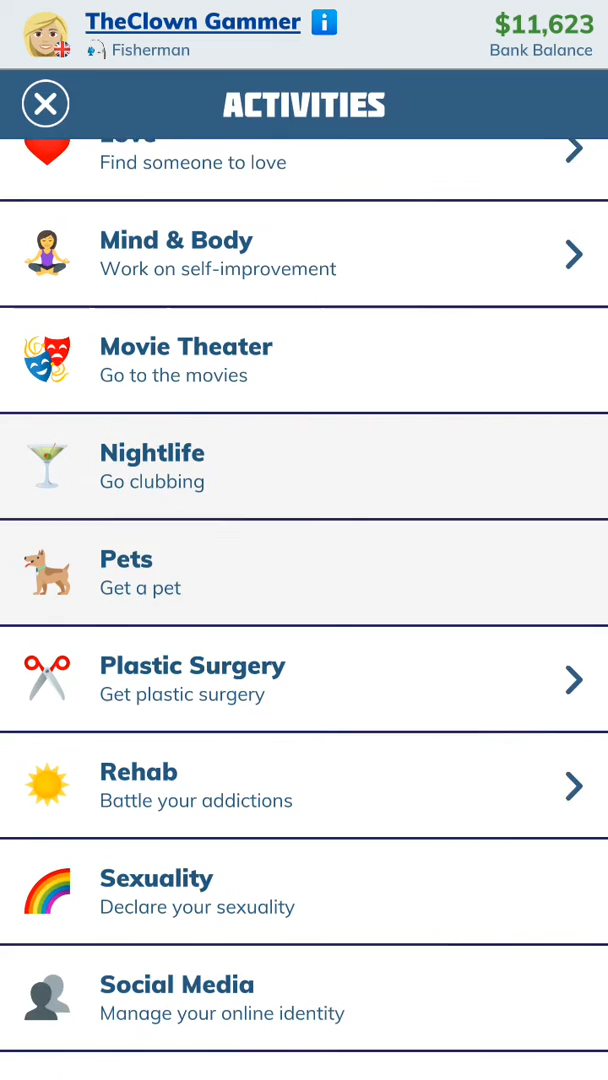 TheClown Gammer
Fisherman
$11,623
Bank Balance
ACTIVITIES
Love
Find someone to love
Mind & Body
Work on self-improvement
Movie Theater
Go to the movies
Nightlife
Go clubbing
Pets
Get a pet
Plastic Surgery
Get plastic surgery
Rehab
Battle your addictions
Sexuality
Declare your sexuality
Social Media
Manage your online identity